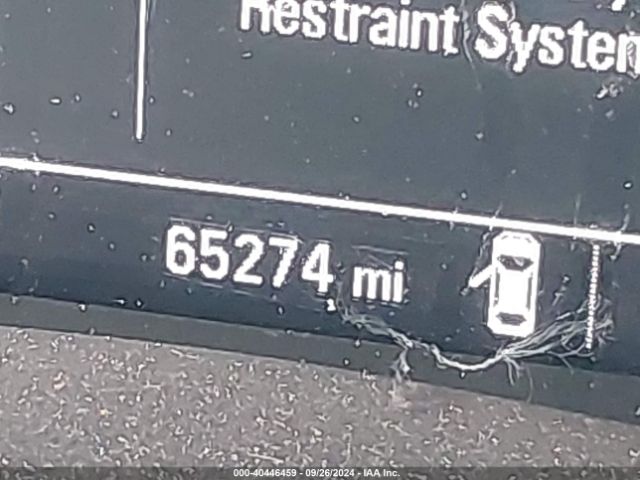 Restraint System
65274 mi
000-40446459 - 09/26/2024 - IAA Inc.